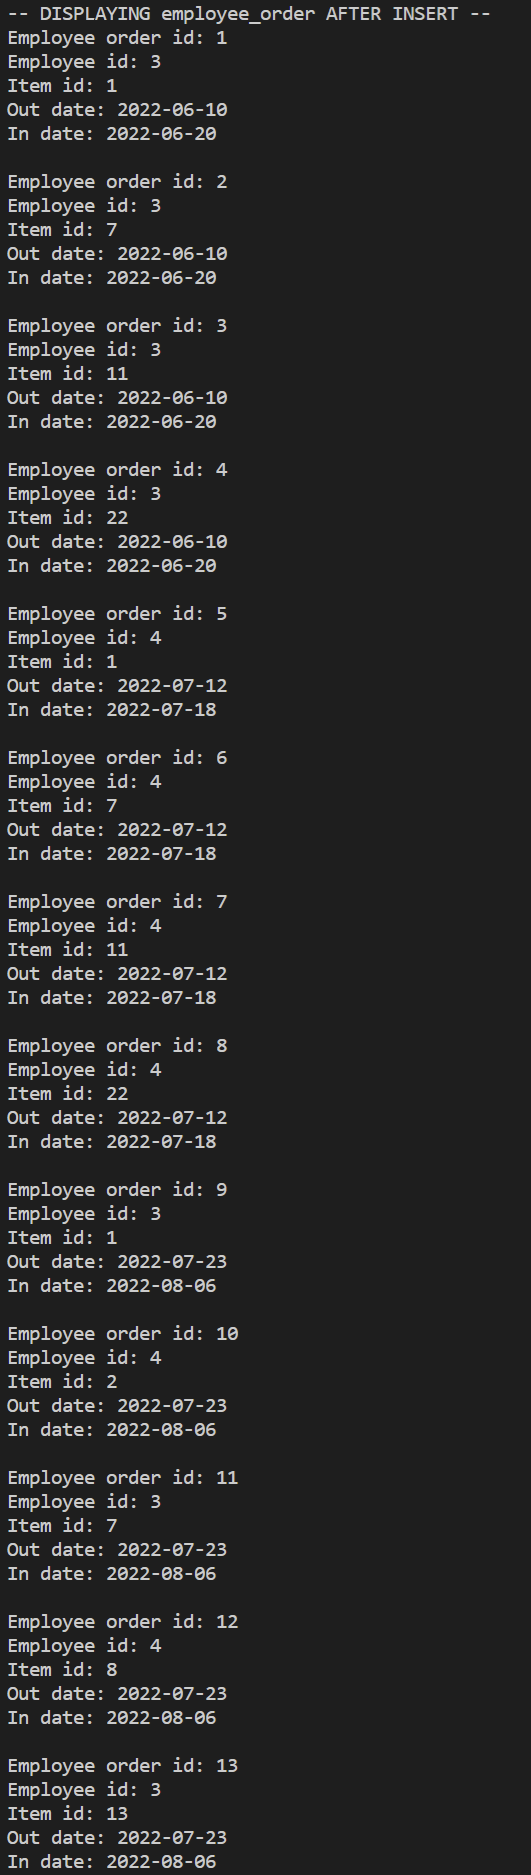 -- DISPLAYING employee_order AFTER INSERT --
Employee order id: 1
Employee id: 3
Item id: 1
Out date: 2022-06-10
In date: 2022-06-20

Employee order id: 2
Employee id: 3
Item id: 7
Out date: 2022-06-10
In date: 2022-06-20

Employee order id: 3
Employee id: 3
Item id: 11
Out date: 2022-06-10
In date: 2022-06-20

Employee order id: 4
Employee id: 3
Item id: 22
Out date: 2022-06-10
In date: 2022-06-20

Employee order id: 5
Employee id: 4
Item id: 1
Out date: 2022-07-12
In date: 2022-07-18

Employee order id: 6
Employee id: 4
Item id: 7
Out date: 2022-07-12
In date: 2022-07-18

Employee order id: 7
Employee id: 4
Item id: 11
Out date: 2022-07-12
In date: 2022-07-18

Employee order id: 8
Employee id: 4
Item id: 22
Out date: 2022-07-12
In date: 2022-07-18

Employee order id: 9
Employee id: 3
Item id: 1
Out date: 2022-07-23
In date: 2022-08-06

Employee order id: 10
Employee id: 4
Item id: 2
Out date: 2022-07-23
In date: 2022-08-06

Employee order id: 11
Employee id: 3
Item id: 7
Out date: 2022-07-23
In date: 2022-08-06

Employee order id: 12
Employee id: 4
Item id: 8
Out date: 2022-07-23
In date: 2022-08-06

Employee order id: 13
Employee id: 3
Item id: 13
Out date: 2022-07-23
In date: 2022-08-06